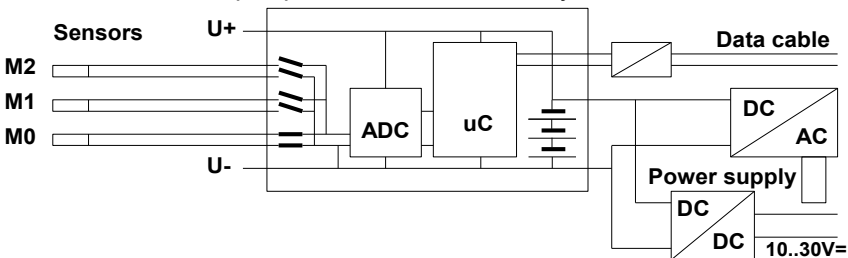 Sensors
U+
Data cable
M2
M1
M0
ADC
uC
DC
AC
U-
Power supply
DC
DC
10..30V=